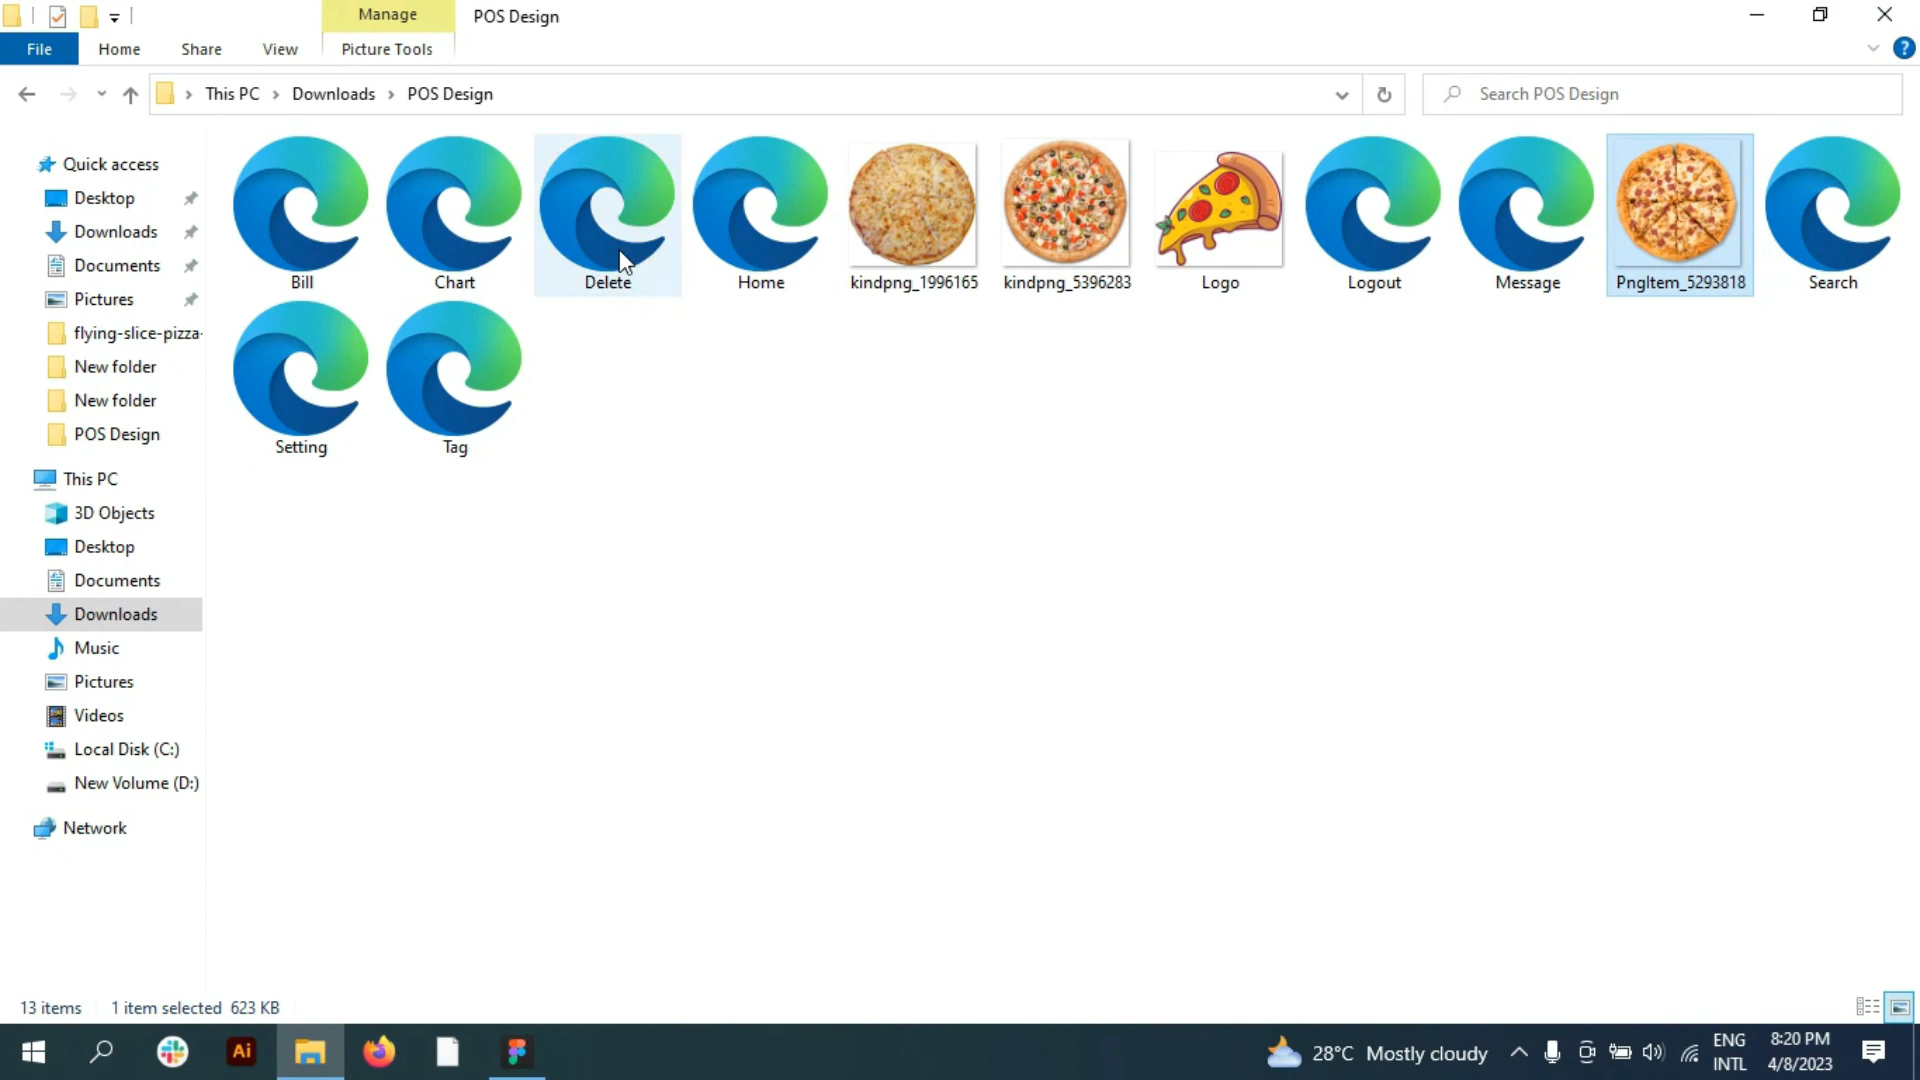 Manage
POS Design
File
Home
Share
View
Picture Tools
?
This PC
Downloads
POS Design
Search POS Design
Quick access
Desktop
Downloads
Documents
Pictures
flying-slice-pizza-
New folder
New folder
POS Design
This PC
3D Objects
Desktop
Documents
Downloads
Music
Pictures
Videos
Local Disk (C:)
New Volume (D:)
Network
Bill
Chart
Delete
Home
kindpng_1996165
kindpng_5396283
Logo
Logout
Message
PngItem_5293818
Search
Setting
Tag
13 items
1 item selected 623 KB
Ai
28°C Mostly cloudy
ENG
INTL
8:20 PM
4/8/2023